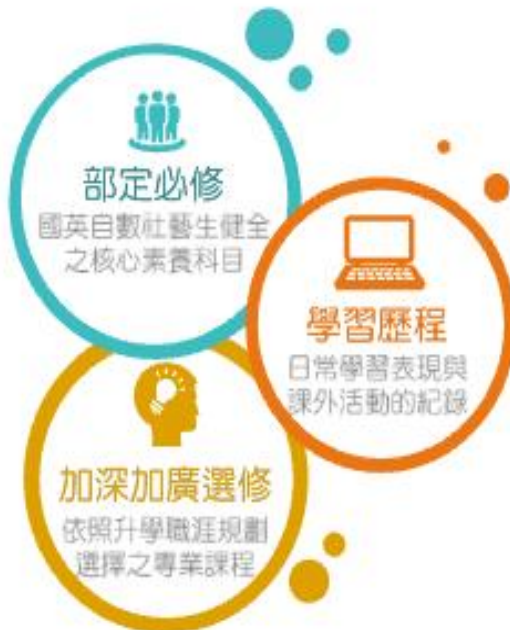 部定必修
國英自數社藝生健全
之核心素養科目
學習歷程
日常學習表現與
課外活動的紀錄
加深加廣選修
依照升學職涯規劃
選擇之專業課程